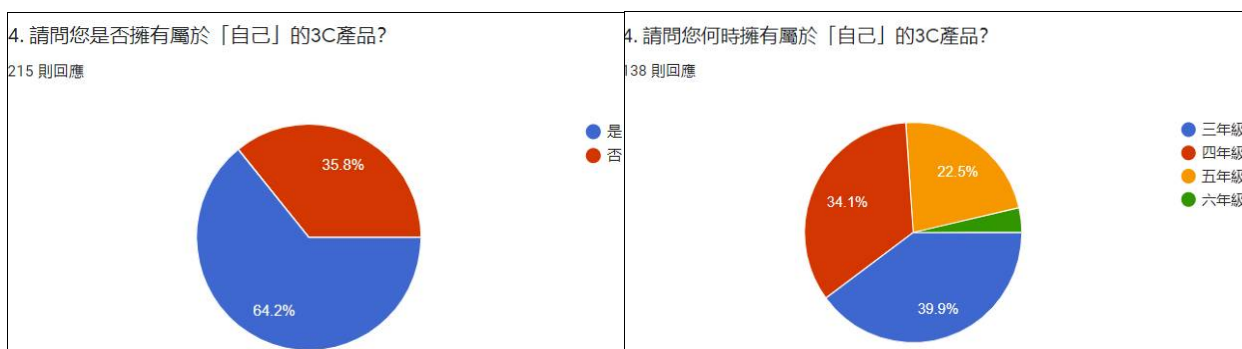 4. 請問您是否擁有屬於「自己」的3C產品?
215 則回應
是
否
35.8%
64.2%
4. 請問您何時擁有屬於「自己」的3C產品?
138 則回應
三年級
四年級
五年級
六年級
22.5%
34.1%
39.9%